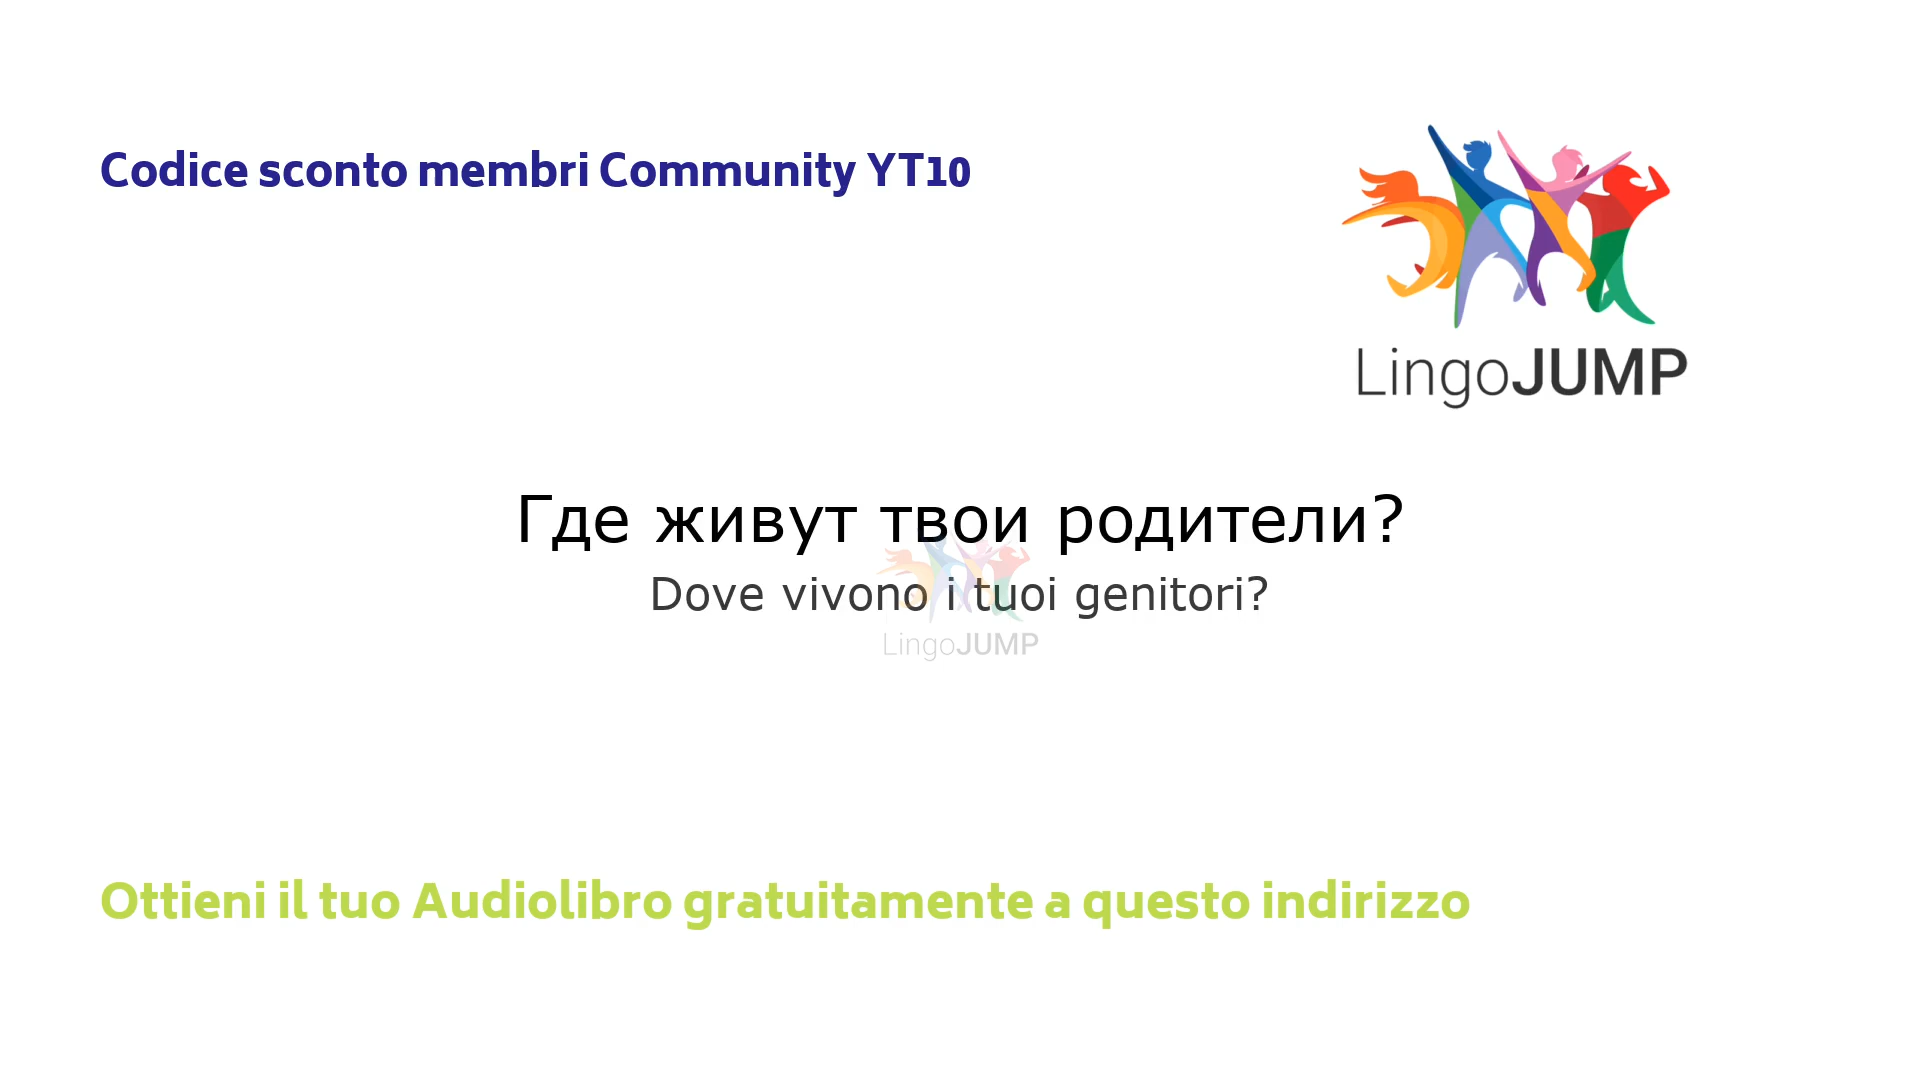 Codice sconto membri Community YT10
LingoJUMP
Где живут твои родители?
Dove vivono i tuoi genitori?
LingoJUMP
Ottieni il tuo Audiolibro gratuitamente a questo indirizzo